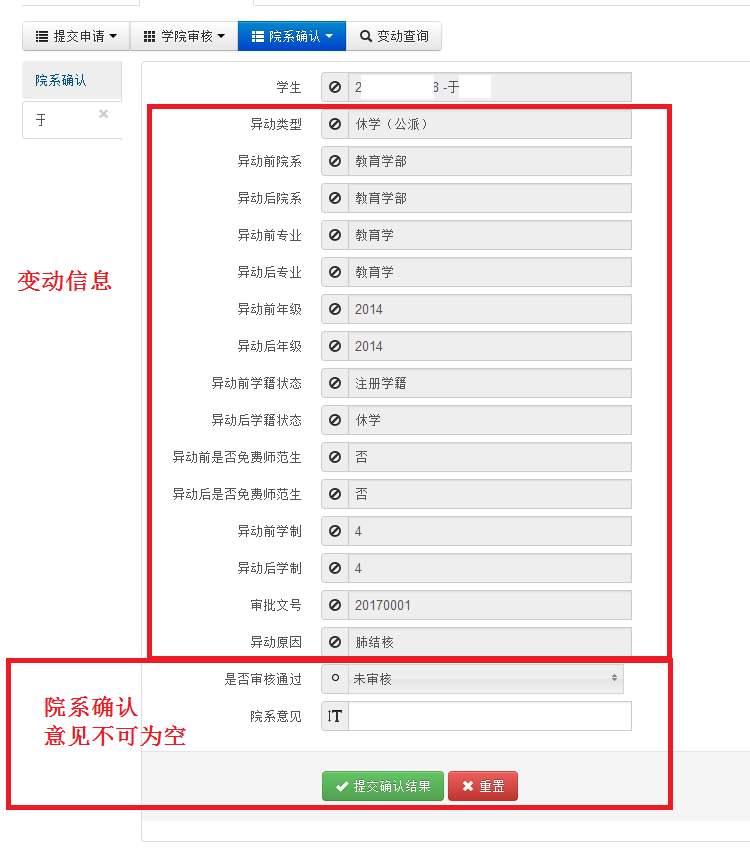 提交申请 学院审核 院系确认 变动查询
院系确认
于
学生 2 8 -于
异动类型 休学（公派）
异动前院系 教育学部
异动后院系 教育学部
异动前专业 教育学
异动后专业 教育学
变动信息
异动前年级 2014
异动后年级 2014
异动前学籍状态 注册学籍
异动后学籍状态 休学
异动前是否免费师范生 否
异动后是否免费师范生 否
异动前学制 4
异动后学制 4
审批文号 20170001
异动原因 肺结核
是否审核通过 未审核
院系确认
意见不可为空
院系意见
提交确认结果 重置